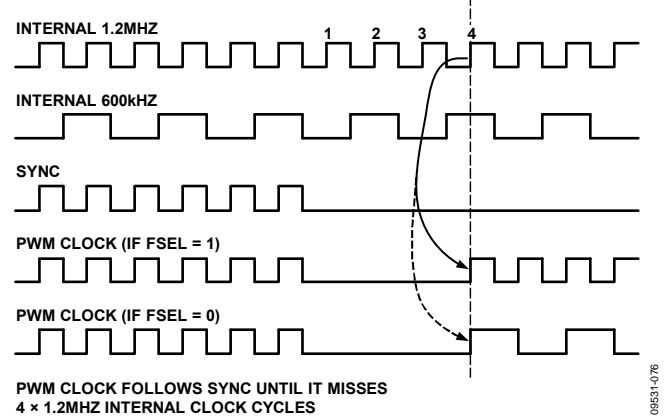 INTERNAL 1.2MHZ
1 2 3 4
INTERNAL 600kHZ
SYNC
PWM CLOCK (IF FSEL = 1)
PWM CLOCK (IF FSEL = 0)
PWM CLOCK FOLLOWS SYNC UNTIL IT MISSES
4 × 1.2MHZ INTERNAL CLOCK CYCLES
09531-076